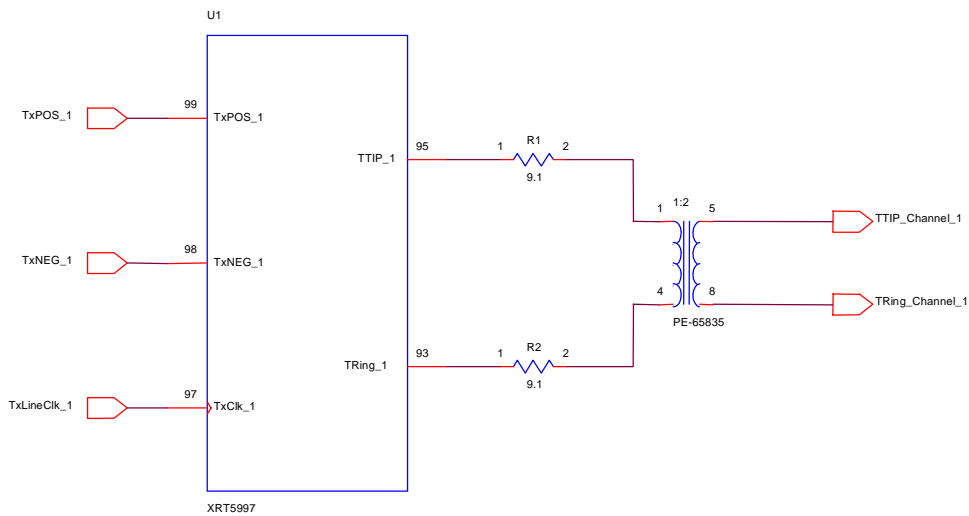 U1
TxPOS_1
99
TxPOS_1
TTIP_1
95
1
R1
2
9.1
1
1:2
5
TTIP_Channel_1
TxNEG_1
98
TxNEG_1
4
8
TRing_Channel_1
PE-65835
TRing_1
93
1
R2
2
9.1
TxLineClk_1
97
TxClk_1
XRT5997